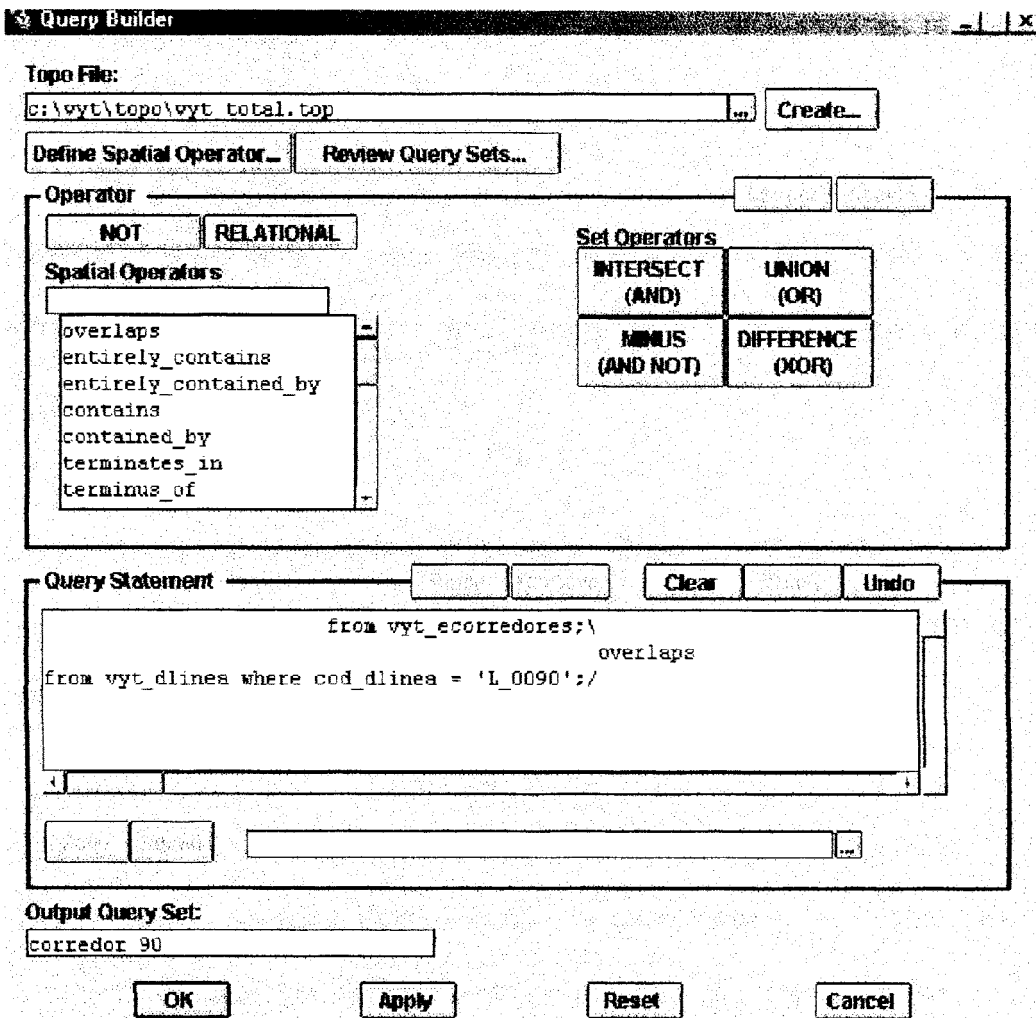 Query Builder
Topo File:
c:\vyt\topo\vyt_total.top ... Create...
Define Spatial Operator... Review Query Sets...
Operator
NOT RELATIONAL
Set Operators
Spatial Operators
INTERSECT (AND) UNION (OR)
MINUS (AND NOT) DIFFERENCE (XOR)
overlaps
entirely_contains
entirely_contained_by
contains
contained_by
terminates_in
terminus_of
Query Statement Clear Undo
from vyt_ecorredores;\
overlaps
from vyt_dlinea where cod_dlinea = 'L_0090';/
...
Output Query Set:
corredor_90
OK Apply Reset Cancel